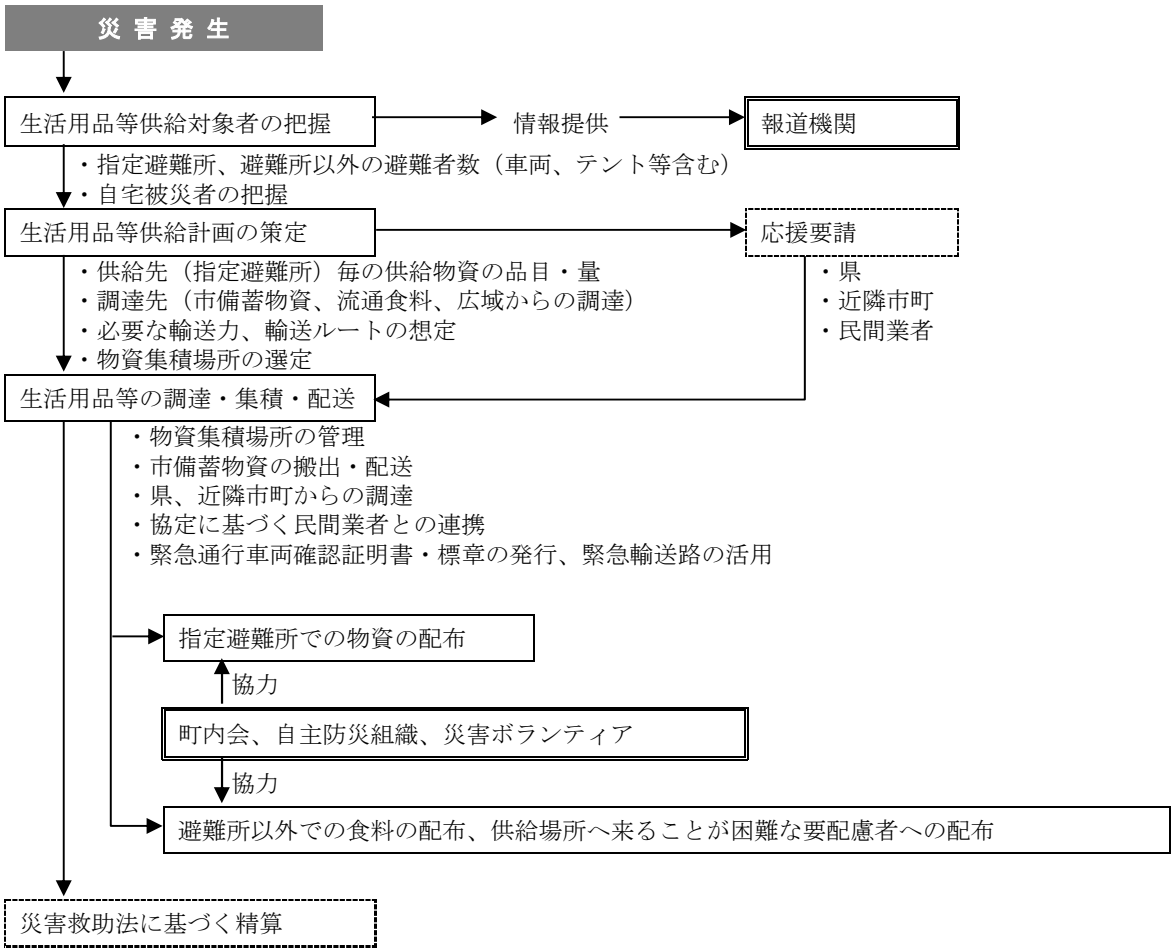 災 害 発 生
生活用品等供給対象者の把握
情報提供
報道機関
・指定避難所、避難所以外の避難者数（車両、テント等含む）
・自宅被災者の把握
生活用品等供給計画の策定
応援要請
・供給先（指定避難所）毎の供給物資の品目・量
・調達先（市備蓄物資、流通食料、広域からの調達）
・必要な輸送力、輸送ルートの想定
・物資集積場所の選定
・県
・近隣市町
・民間業者
生活用品等の調達・集積・配送
・物資集積場所の管理
・市備蓄物資の搬出・配送
・県、近隣市町からの調達
・協定に基づく民間業者との連携
・緊急通行車両確認証明書・標章の発行、緊急輸送路の活用
指定避難所での物資の配布
協力
町内会、自主防災組織、災害ボランティア
協力
避難所以外での食料の配布、供給場所へ来ることが困難な要配慮者への配布
災害救助法に基づく精算